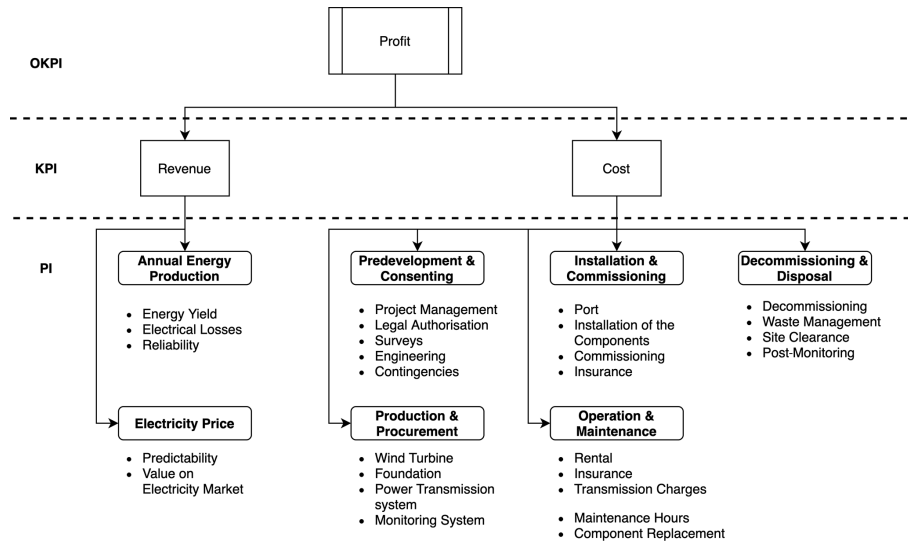 OKPI
Profit
KPI
Revenue
Cost
PI
Annual Energy
Production
• Energy Yield
• Electrical Losses
• Reliability
Electricity Price
• Predictability
• Value on
Electricity Market
Predevelopment &
Consenting
• Project Management
• Legal Authorisation
• Surveys
• Engineering
• Contingencies
Production &
Procurement
• Wind Turbine
• Foundation
• Power Transmission
system
• Monitoring System
Installation
& Commissioning
• Port
• Installation of the
Components
• Commissioning
• Insurance
Operation &
Maintenance
• Rental
• Insurance
• Transmission Charges
• Maintenance Hours
• Component Replacement
Decommissioning &
Disposal
• Decommissioning
• Waste Management
• Site Clearance
• Post-Monitoring